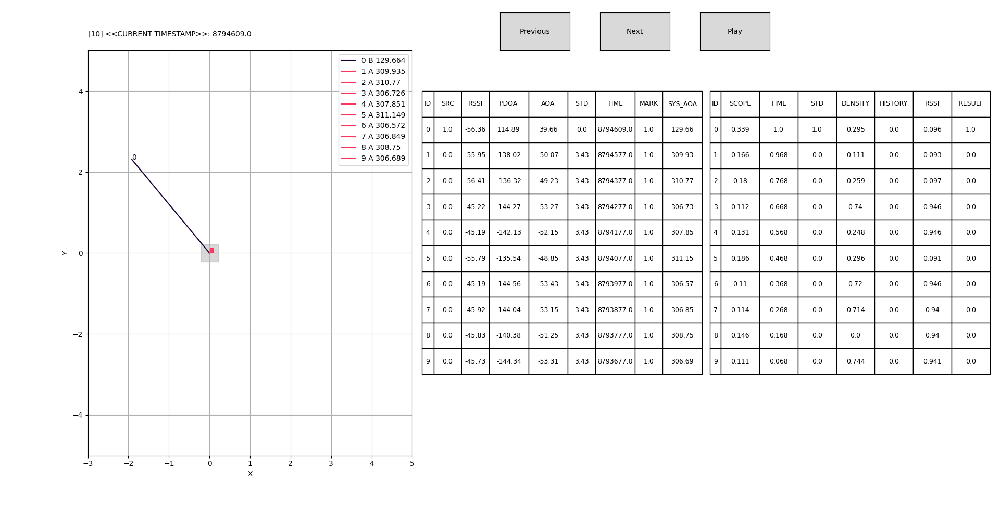 Previous
Next
Play
[10] <<CURRENT TIMESTAMP>>: 8794609.0
0 B 129.664
1 A 309.935
2 A 310.77
3 A 306.726
4 A 307.851
5 A 311.149
6 A 306.572
7 A 306.849
8 A 308.75
9 A 306.689
4
2
0
−2
−4
Y
0
−3 −2 −1 0 1 2 3 4 5
X
ID SRC RSSI PDOA AOA STD TIME MARK SYS_AOA
0 1.0 -56.36 114.89 39.66 0.0 8794609.0 1.0 129.66
1 0.0 -55.95 -138.02 -50.07 3.43 8794577.0 1.0 309.93
2 0.0 -56.41 -136.32 -49.23 3.43 8794377.0 1.0 310.77
3 0.0 -45.22 -144.27 -53.27 3.43 8794277.0 1.0 306.73
4 0.0 -45.19 -142.13 -52.15 3.43 8794177.0 1.0 307.85
5 0.0 -55.79 -135.54 -48.85 3.43 8794077.0 1.0 311.15
6 0.0 -45.19 -144.56 -53.43 3.43 8793977.0 1.0 306.57
7 0.0 -45.92 -144.04 -53.15 3.43 8793877.0 1.0 306.85
8 0.0 -45.83 -140.38 -51.25 3.43 8793777.0 1.0 308.75
9 0.0 -45.73 -144.34 -53.31 3.43 8793677.0 1.0 306.69
ID SCOPE TIME STD DENSITY HISTORY RSSI RESULT
0 0.339 1.0 1.0 0.295 0.0 0.096 1.0
1 0.166 0.968 0.0 0.111 0.0 0.093 0.0
2 0.18 0.768 0.0 0.259 0.0 0.097 0.0
3 0.112 0.668 0.0 0.74 0.0 0.946 0.0
4 0.131 0.568 0.0 0.248 0.0 0.946 0.0
5 0.186 0.468 0.0 0.296 0.0 0.091 0.0
6 0.11 0.368 0.0 0.72 0.0 0.946 0.0
7 0.114 0.268 0.0 0.714 0.0 0.94 0.0
8 0.146 0.168 0.0 0.0 0.0 0.94 0.0
9 0.111 0.068 0.0 0.744 0.0 0.941 0.0